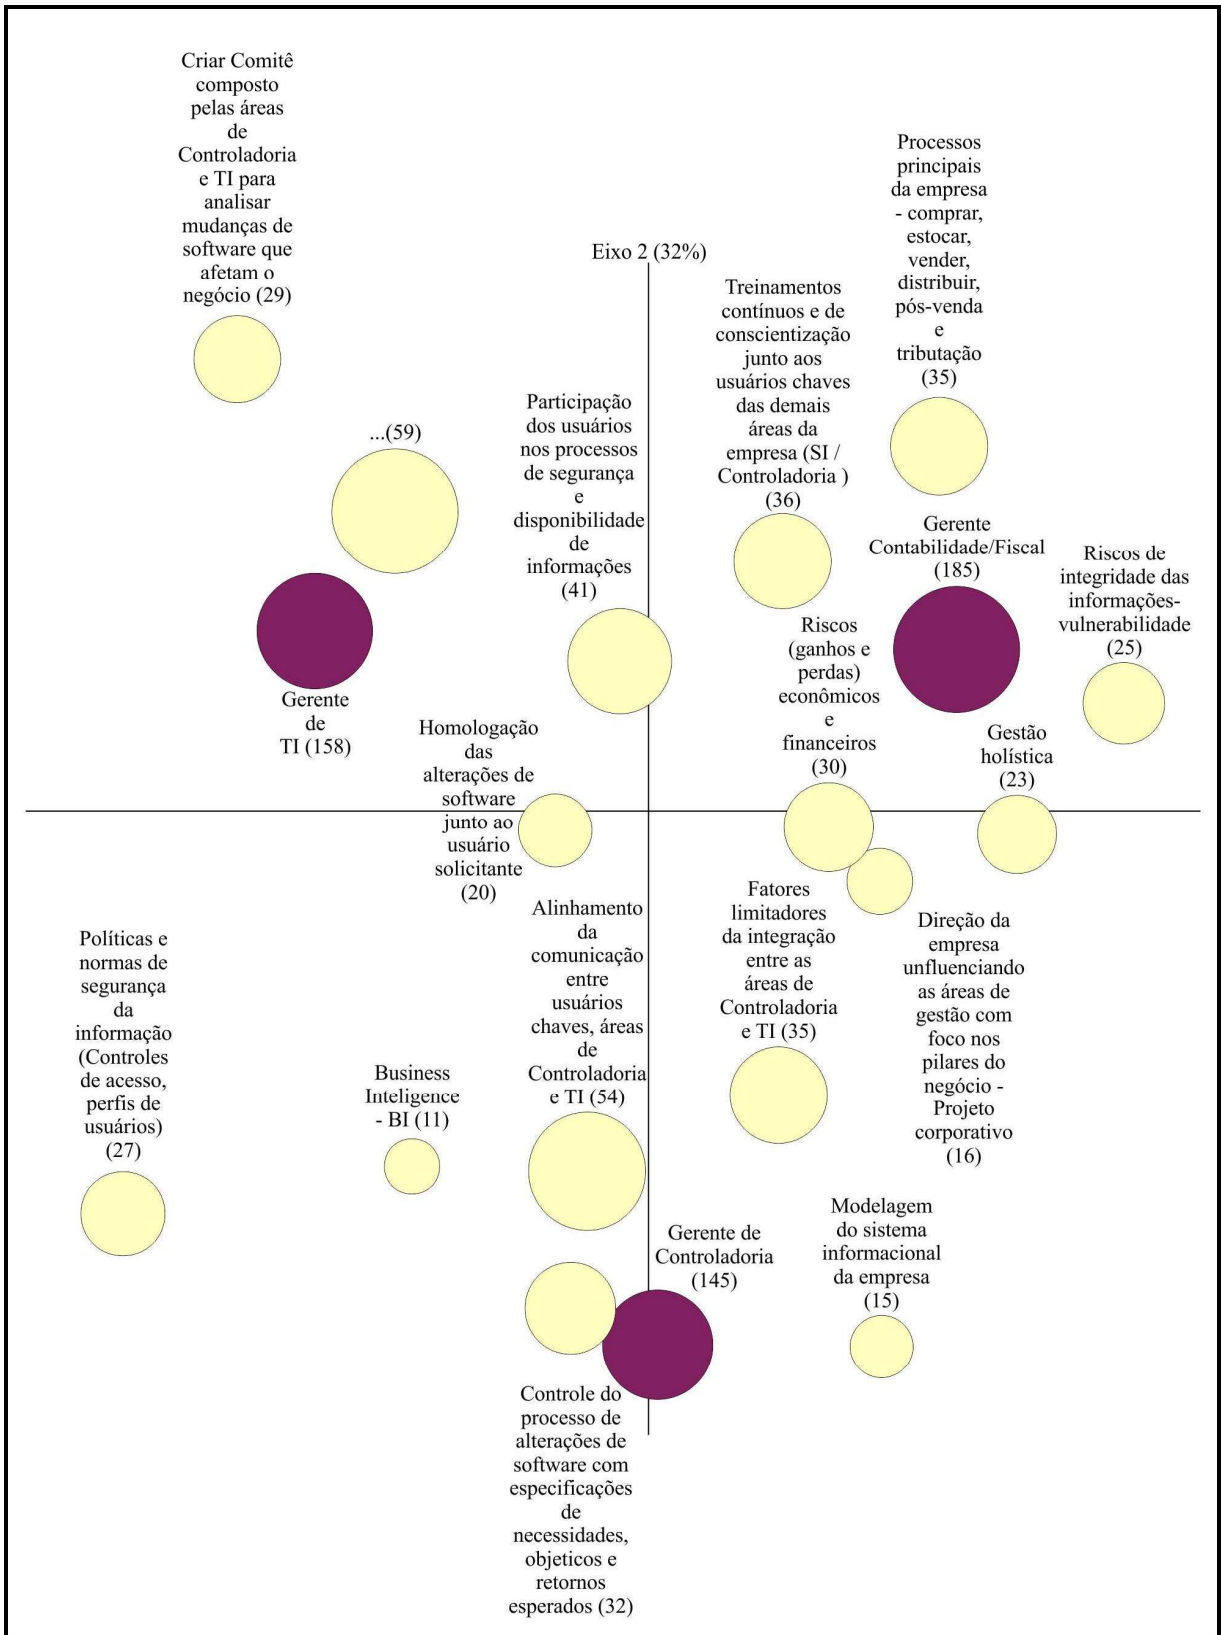 Criar Comitê
composto
pelas áreas
de
Controladoria
e TI para
analisar
mudanças de
software que
afetam o
negócio (29)
Processos
principais
da empresa
- comprar,
estocar,
vender,
distribuir,
pós-venda
e
tributação
(35)
Eixo 2 (32%)
Treinamentos
contínuos e de
conscientização
junto aos
usuários chaves
das demais
áreas da
empresa (SI /
Controladoria )
(36)
Participação
dos usuários
nos processos
de segurança
e
disponibilidade
de
informações
(41)
...(59)
Gerente
Contabilidade/Fiscal
(185)
Riscos de
integridade das
informações-
vulnerabilidade
(25)
Riscos
(ganhos e
perdas)
econômicos
e
financeiros
(30)
Gerente
de
TI (158)
Homologação
das
alterações de
software
junto ao
usuário
solicitante
(20)
Gestão
holística
(23)
Fatores
limitadores
da integração
entre as
áreas de
Controladoria
e TI (35)
Alinhamento
da
comunicação
entre
usuários
chaves, áreas
de
Controladoria
e TI (54)
Direção da
empresa
unfluenciando
as áreas de
gestão com
foco nos
pilares do
negócio -
Projeto
corporativo
(16)
Políticas e
normas de
segurança
da
informação
(Controles
de acesso,
perfis de
usuários)
(27)
Business
Inteligence
- BI (11)
Modelagem
do sistema
informacional
da empresa
(15)
Gerente de
Controladoria
(145)
Controle do
processo de
alterações de
software com
especificações
de
necessidades,
objeticos e
retornos
esperados (32)